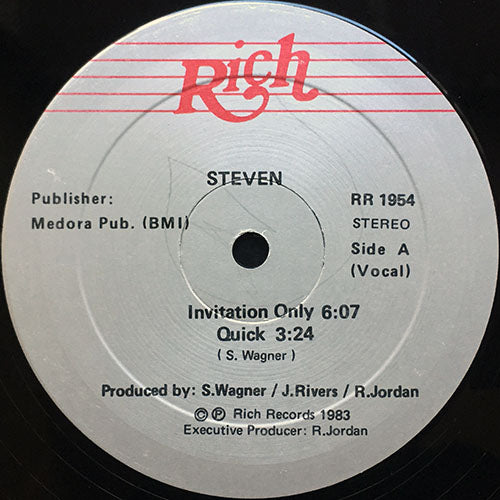 Rich
STEVEN
Publisher:
Medora Pub. (BMI)
RR 1954
STEREO
Side A
(Vocal)
Invitation Only 6:07
Quick 3:24
( S. Wagner )
Produced by: S.Wagner / J.Rivers / R.Jordan
© ℗ Rich Records 1983
Executive Producer: R.Jordan